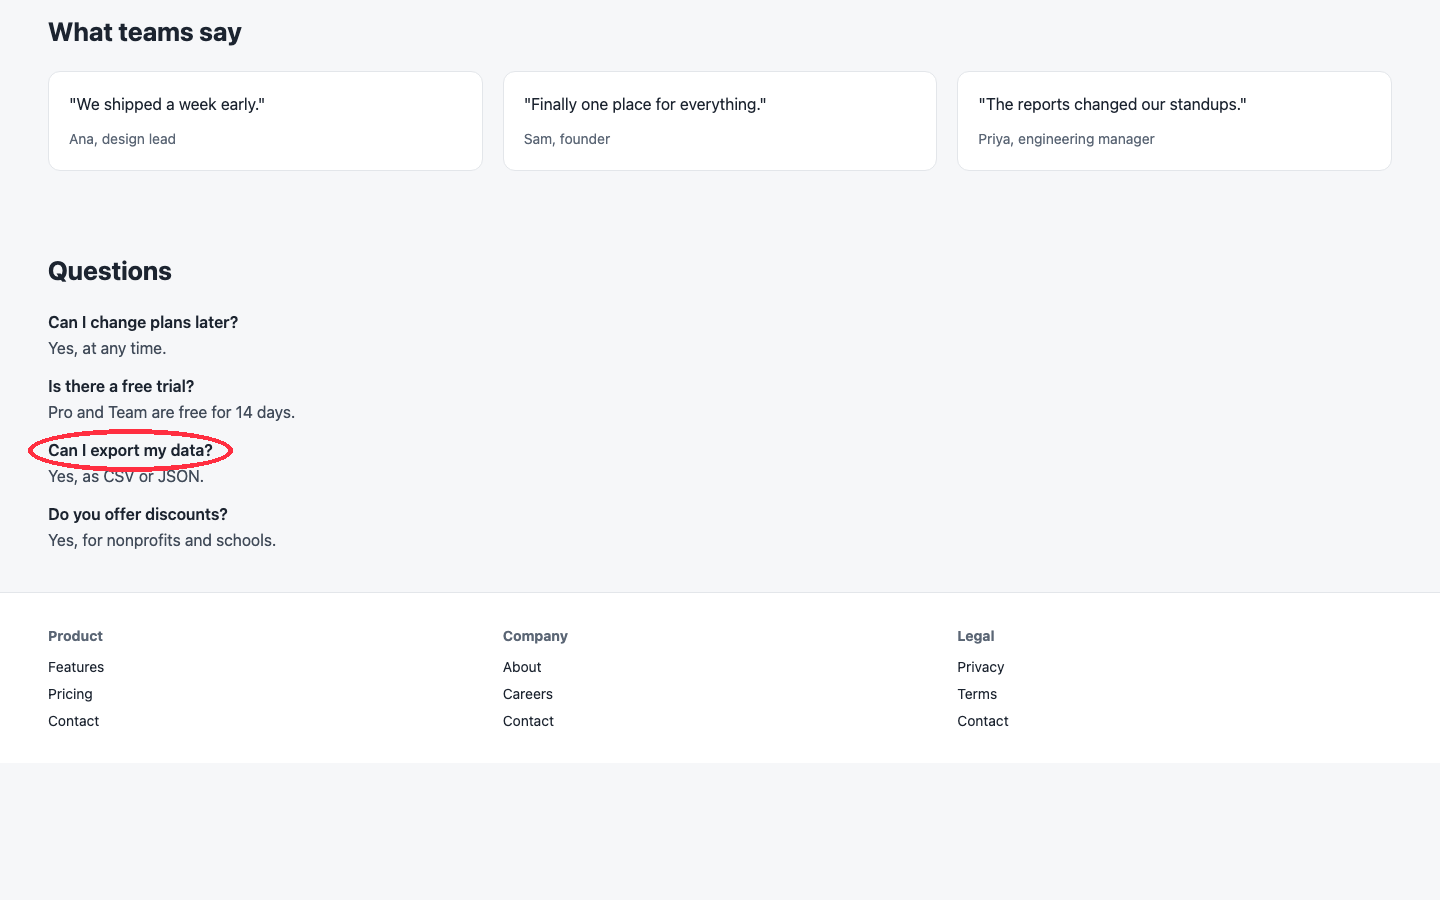 What teams say
"We shipped a week early."
Ana, design lead
"Finally one place for everything."
Sam, founder
"The reports changed our standups."
Priya, engineering manager
Questions
Can I change plans later?
Yes, at any time.
Is there a free trial?
Pro and Team are free for 14 days.
Can I export my data?
Yes, as CSV or JSON.
Do you offer discounts?
Yes, for nonprofits and schools.
Product
Features
Pricing
Contact
Company
About
Careers
Contact
Legal
Privacy
Terms
Contact